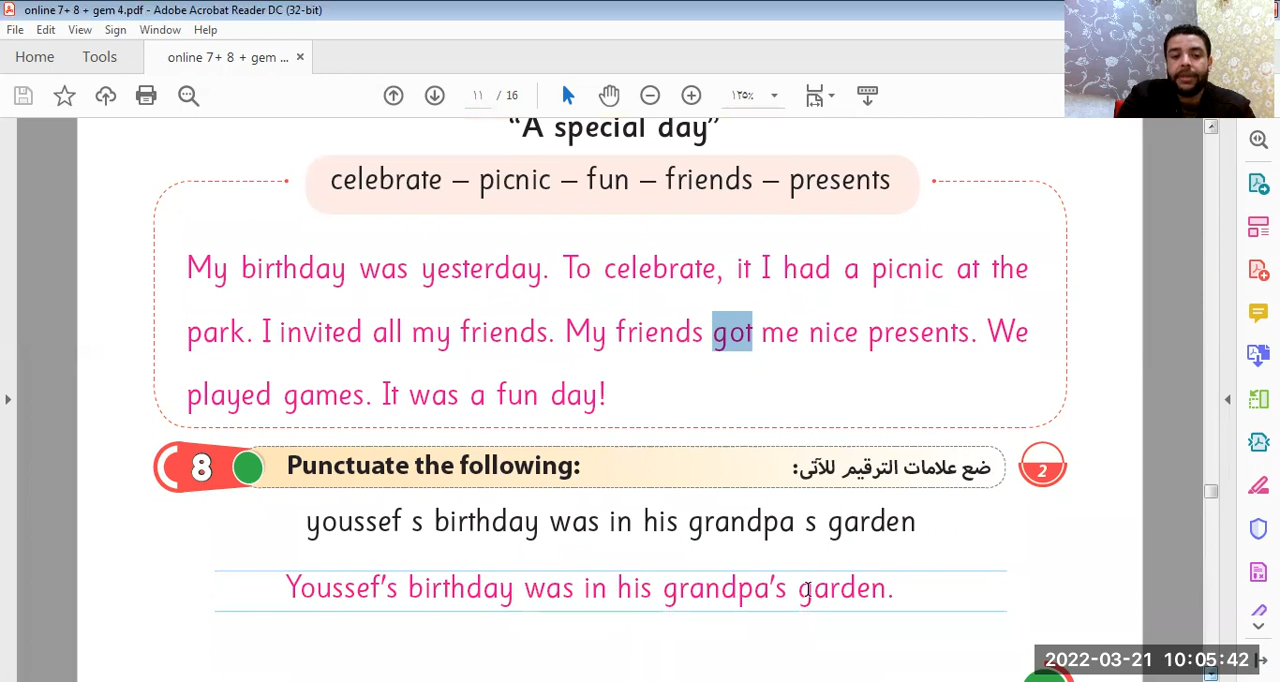 online 7+ 8 + gem 4.pdf - Adobe Acrobat Reader DC (32-bit)
File Edit View Sign Window Help
Home Tools online 7+ 8 + gem ... ×
١١ / 16 ١٢٥%
“A special day”
celebrate – picnic – fun – friends – presents
My birthday was yesterday. To celebrate, it I had a picnic at the
park. I invited all my friends. My friends got me nice presents. We
played games. It was a fun day!
8 Punctuate the following: ضع علامات الترقيم للآتى: 2
youssef s birthday was in his grandpa s garden
Youssef’s birthday was in his grandpa’s garden.
2022-03-21 10:05:42